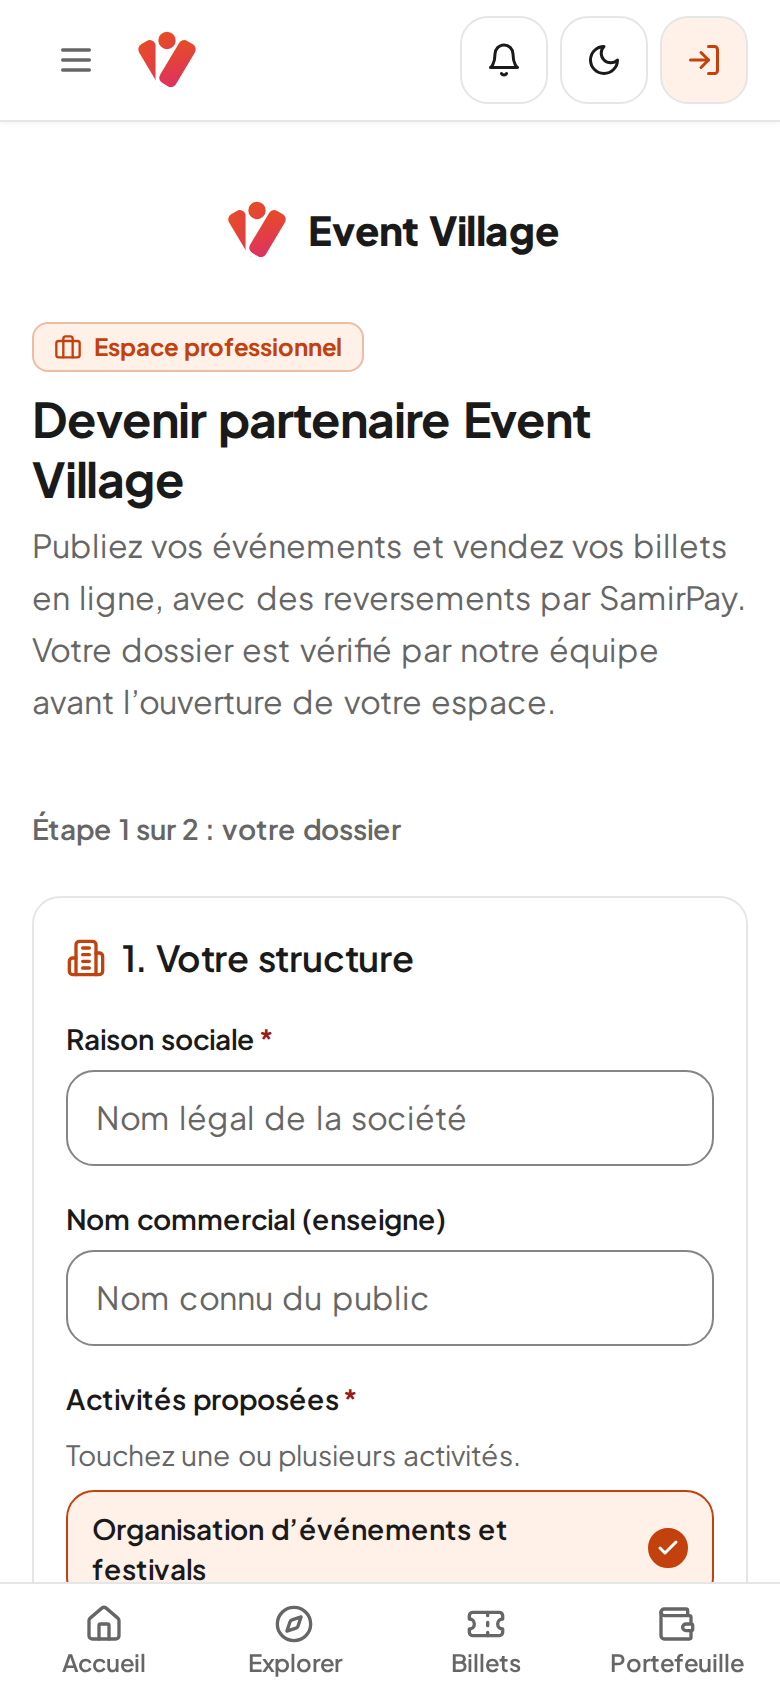 Event Village
Espace professionnel
Devenir partenaire Event
Village
Publiez vos événements et vendez vos billets
en ligne, avec des reversements par SamirPay.
Votre dossier est vérifié par notre équipe
avant l’ouverture de votre espace.
Étape 1 sur 2 : votre dossier
1. Votre structure
Raison sociale *
Nom légal de la société
Nom commercial (enseigne)
Nom connu du public
Activités proposées *
Touchez une ou plusieurs activités.
Organisation d’événements et
festivals
Accueil
Explorer
Billets
Portefeuille